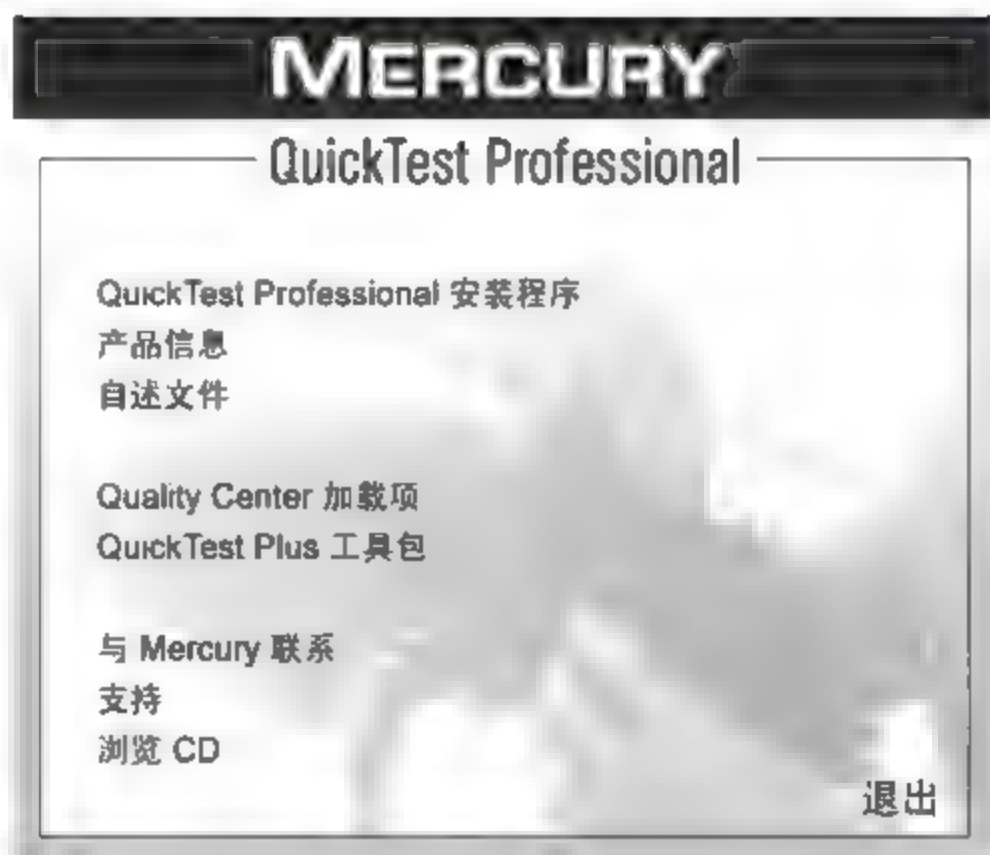 MERCURY
QuickTest Professional
QuickTest Professional 安装程序
产品信息
自述文件
Quality Center 加载项
QuickTest Plus 工具包
与 Mercury 联系
支持
浏览 CD
退出